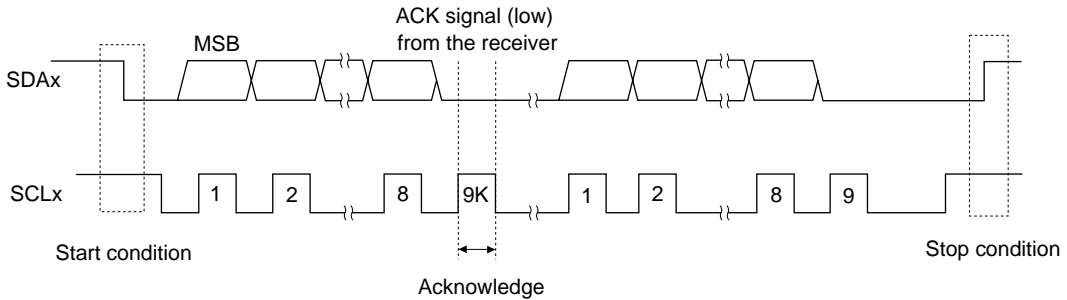 ACK signal (low)
from the receiver
MSB
SDAx
SCLx
1 2 8 9K 1 2 8 9
Start condition
Stop condition
Acknowledge